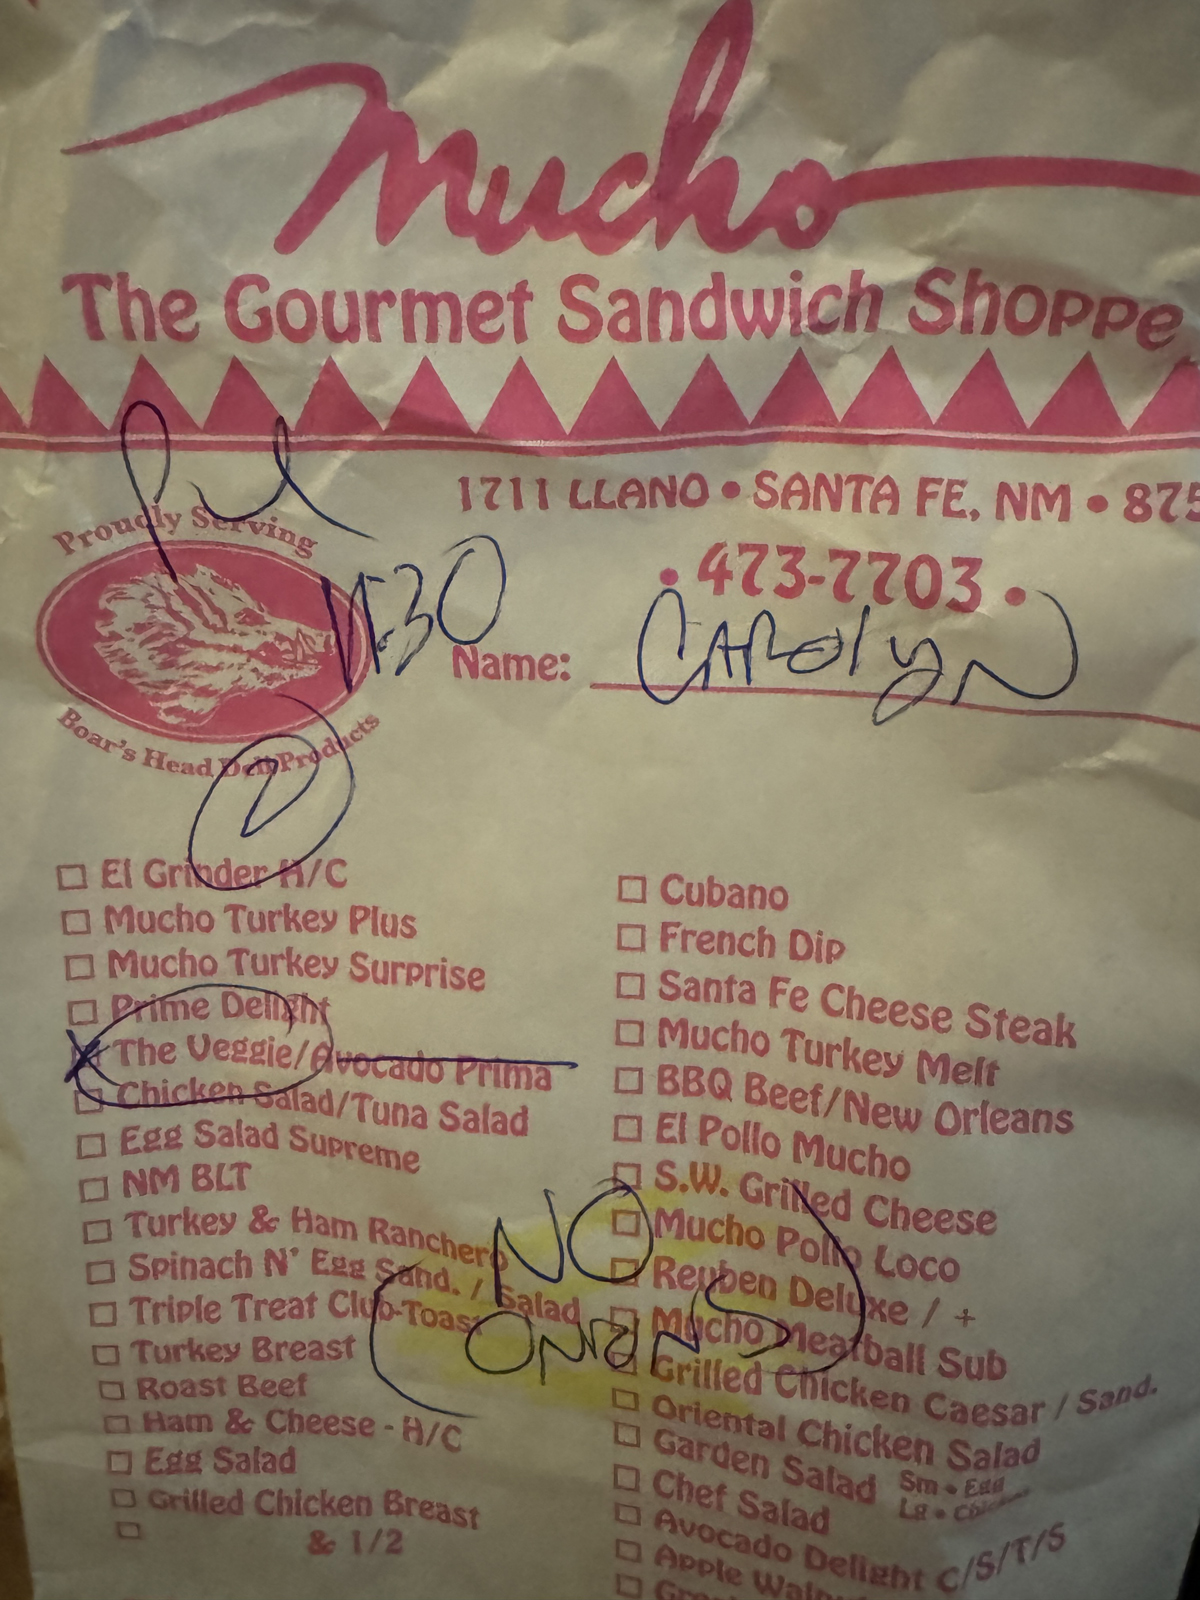 Mucho
The Gourmet Sandwich Shoppe
1711 LLANO • SANTA FE, NM • 875
• 473-7703 •
Proudly Serving
Boar's Head Deli Products
11:30
Name: CAROlyN
El Grinder H/C
Mucho Turkey Plus
Mucho Turkey Surprise
Prime Delight
X The Veggie/Avocado Prima
Chicken Salad/Tuna Salad
Egg Salad Supreme
NM BLT
Turkey & Ham Ranchero
Spinach N' Egg Sand. / Salad
Triple Treat Club-Toast
Turkey Breast
Roast Beef
Ham & Cheese - H/C
Egg Salad
Grilled Chicken Breast
& 1/2
Cubano
French Dip
Santa Fe Cheese Steak
Mucho Turkey Melt
BBQ Beef/New Orleans
El Pollo Mucho
S.W. Grilled Cheese
Mucho Pollo Loco
Reuben Deluxe / +
Mucho Meatball Sub
Grilled Chicken Caesar / Sand.
Oriental Chicken Salad
Garden Salad Sm • Egg
Lg • Chicken
Chef Salad
Avocado Delight C/S/T/S
Apple
NO
ONIONS